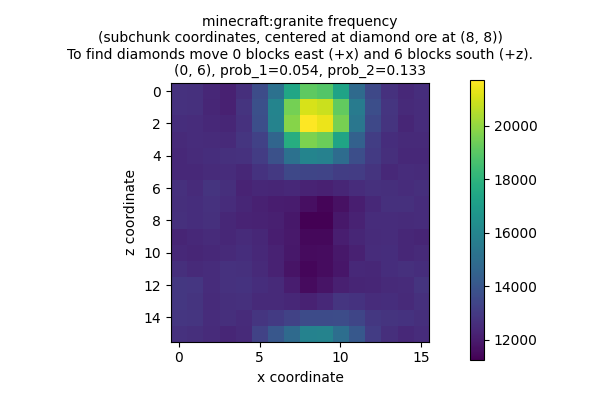 minecraft:granite frequency
(subchunk coordinates, centered at diamond ore at (8, 8))
To find diamonds move 0 blocks east (+x) and 6 blocks south (+z).
(0, 6), prob_1=0.054, prob_2=0.133
0
2
4
6
8
10
12
14
z coordinate
0
5
10
15
x coordinate
20000
18000
16000
14000
12000